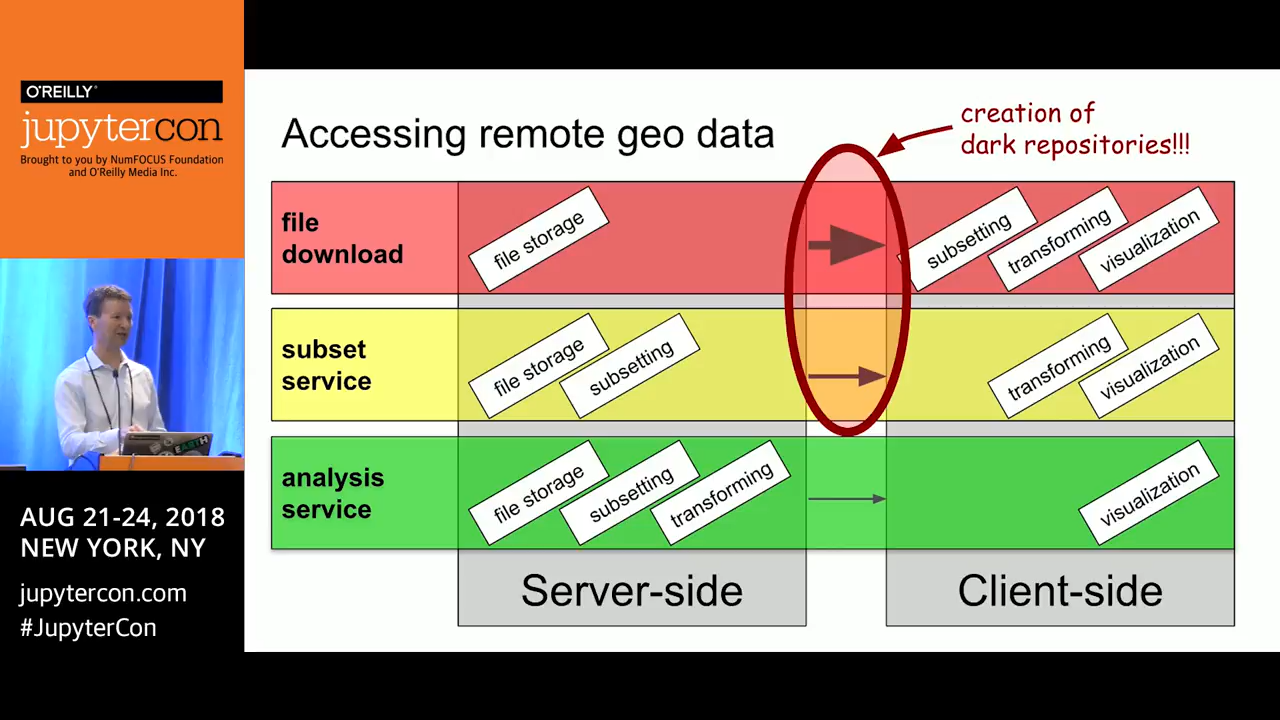 O'REILLY®
jupytercon
Brought to you by NumFOCUS Foundation
and O'Reilly Media Inc.
AUG 21-24, 2018
NEW YORK, NY
jupytercon.com
#JupyterCon
Accessing remote geo data
creation of
dark repositories!!!
file
download
file storage
subsetting
transforming
visualization
subset
service
file storage
subsetting
transforming
visualization
analysis
service
file storage
subsetting
transforming
visualization
Server-side
Client-side
EARTH